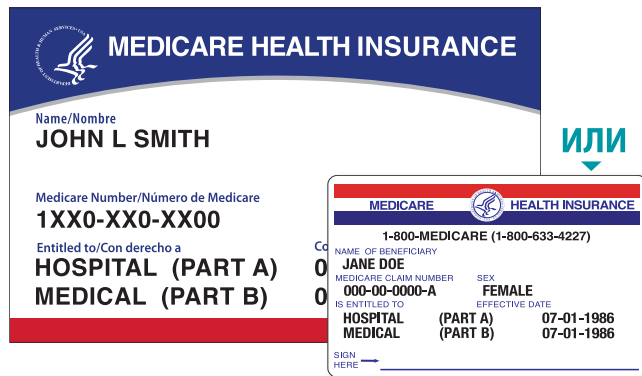 MEDICARE HEALTH INSURANCE
Name/Nombre
JOHN L SMITH
Medicare Number/Número de Medicare
1XX0-XX0-XX00
Entitled to/Con derecho a Co
HOSPITAL (PART A) 0
MEDICAL (PART B) 0
ИЛИ
MEDICARE HEALTH INSURANCE
1-800-MEDICARE (1-800-633-4227)
NAME OF BENEFICIARY
JANE DOE
MEDICARE CLAIM NUMBER SEX
000-00-0000-A FEMALE
IS ENTITLED TO EFFECTIVE DATE
HOSPITAL (PART A) 07-01-1986
MEDICAL (PART B) 07-01-1986
SIGN
HERE